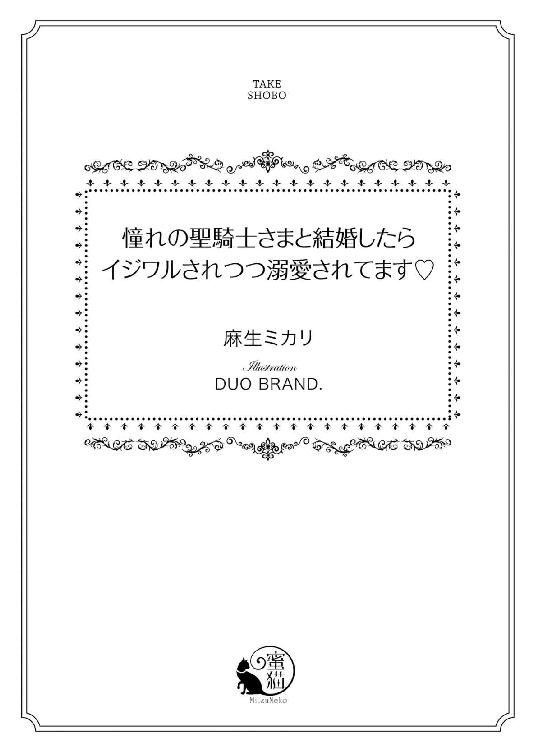 TAKE
SHOBO
憧れの聖騎士さまと結婚したら
イジワルされつつ溺愛されてます♡
麻生ミカリ
Illustration
DUO BRAND.
蜜猫
MitsuNeko